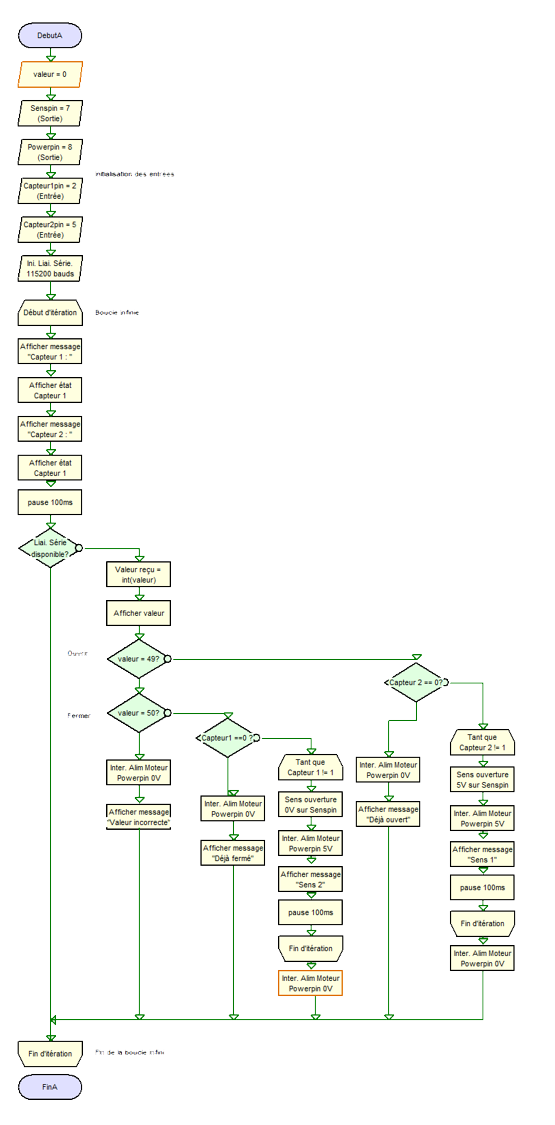 DebutA
valeur = 0
Senspin = 7
(Sortie)
Powerpin = 8
(Sortie)
Initialisation des entrées
Capteur1pin = 2
(Entrée)
Capteur2pin = 5
(Entrée)
Ini. Liai. Série.
115200 bauds
Début d'itération
Boucle infinie
Afficher message
"Capteur 1 : "
Afficher état
Capteur 1
Afficher message
"Capteur 2 : "
Afficher état
Capteur 1
pause 100ms
Liai. Série
disponible?
Valeur reçu =
int(valeur)
Afficher valeur
Ouvrir
valeur = 49?
Capteur 2 == 0?
Fermer
valeur = 50?
Capteur1 ==0 ?
Inter. Alim Moteur
Powerpin 0V
Afficher message
"Valeur incorrecte"
Inter. Alim Moteur
Powerpin 0V
Afficher message
"Déjà fermé"
Tant que
Capteur 1 != 1
Sens ouverture
0V sur Senspin
Inter. Alim Moteur
Powerpin 5V
Afficher message
"Sens 2"
pause 100ms
Fin d'itération
Inter. Alim Moteur
Powerpin 0V
Inter. Alim Moteur
Powerpin 0V
Afficher message
"Déjà ouvert"
Tant que
Capteur 2 != 1
Sens ouverture
5V sur Senspin
Inter. Alim Moteur
Powerpin 5V
Afficher message
"Sens 1"
pause 100ms
Fin d'itération
Inter. Alim Moteur
Powerpin 0V
Fin d'itération
Fin de la boucle infini
FinA